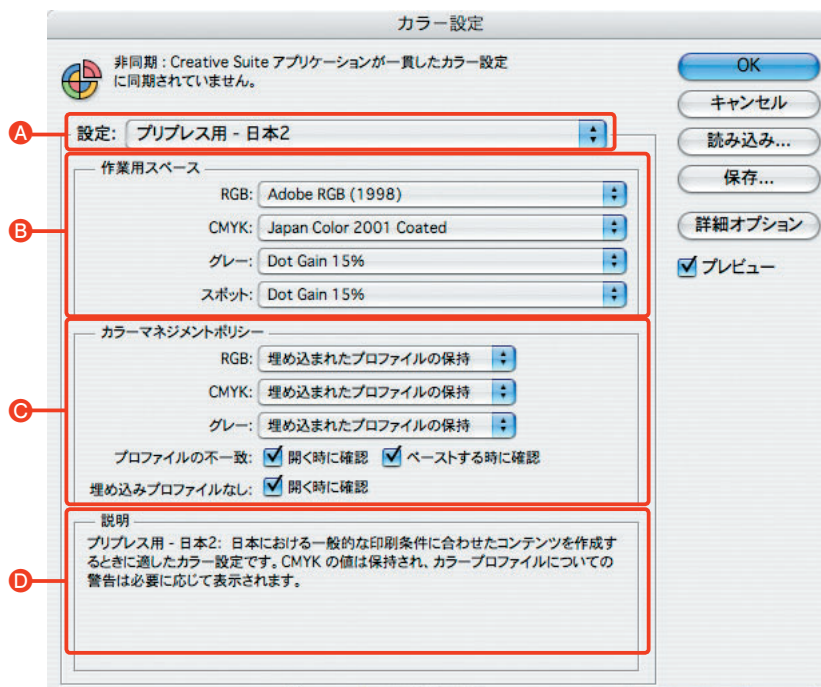 カラー設定
非同期 : Creative Suite アプリケーションが一貫したカラー設定
に同期されていません。
OK
キャンセル
読み込み...
保存...
詳細オプション
プレビュー
A
設定: プリプレス用 - 日本2
B
作業用スペース
RGB: Adobe RGB (1998)
CMYK: Japan Color 2001 Coated
グレー: Dot Gain 15%
スポット: Dot Gain 15%
C
カラーマネジメントポリシー
RGB: 埋め込まれたプロファイルの保持
CMYK: 埋め込まれたプロファイルの保持
グレー: 埋め込まれたプロファイルの保持
プロファイルの不一致: 開く時に確認 ペーストする時に確認
埋め込みプロファイルなし: 開く時に確認
D
説明
プリプレス用 - 日本2: 日本における一般的な印刷条件に合わせたコンテンツを作成す
るときに適したカラー設定です。CMYK の値は保持され、カラープロファイルについての
警告は必要に応じて表示されます。